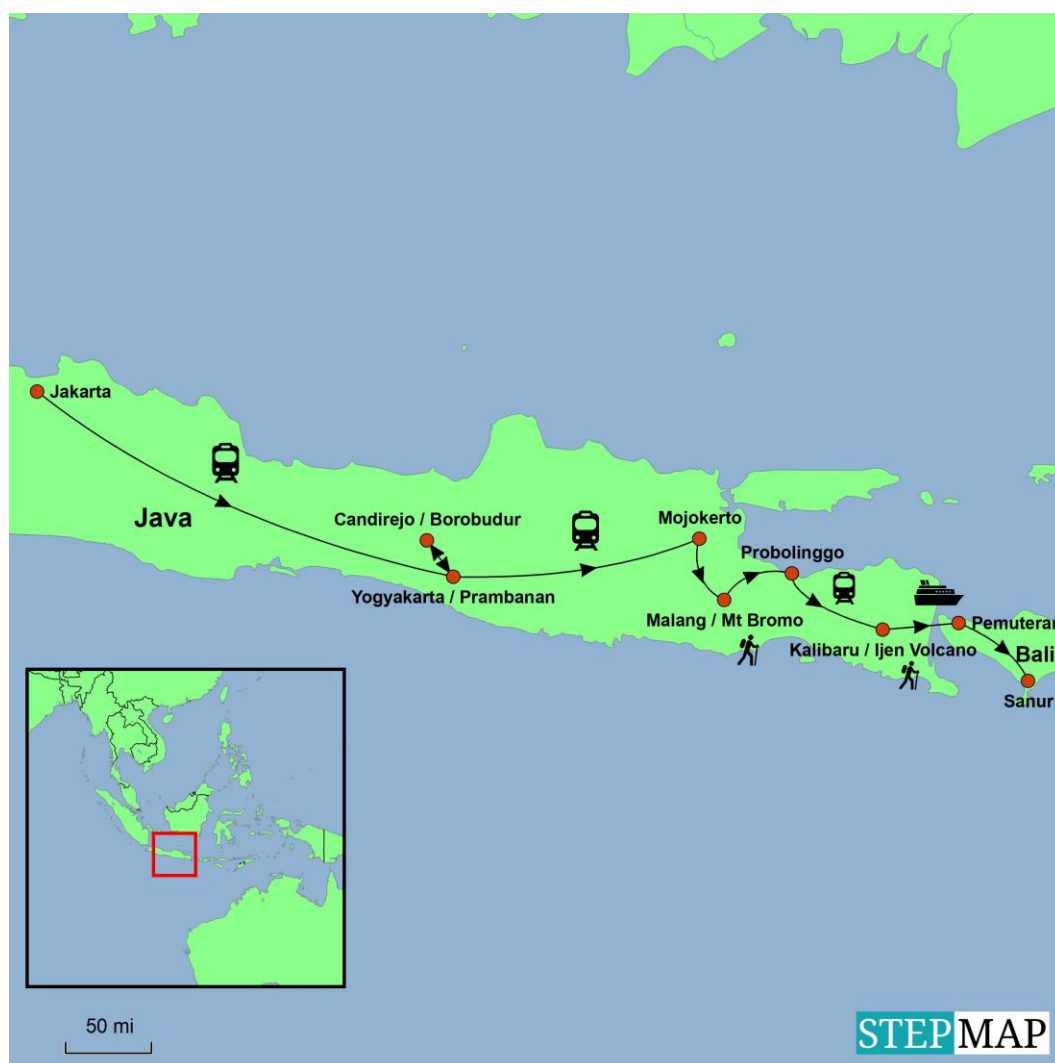 Jakarta
Java
Candirejo / Borobudur
Mojokerto
Yogyakarta / Prambanan
Probolinggo
Malang / Mt Bromo
Pemuteran
Kalibaru / Ijen Volcano
Bali
Sanur
50 mi
STEPMAP